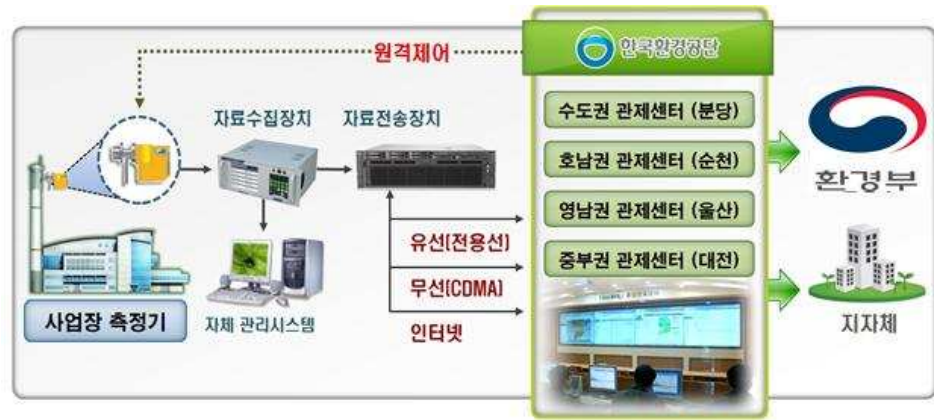 원격제어
한국환경공단
자료수집장치
자료전송장치
수도권 관제센터 (분당)
호남권 관제센터 (순천)
영남권 관제센터 (울산)
중부권 관제센터 (대전)
환경부
유선(전용선)
무선(CDMA)
인터넷
사업장 측정기
자체 관리시스템
지자체